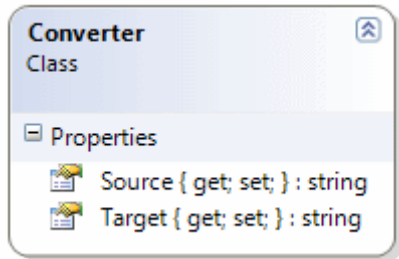 Converter
Class
Properties
Source { get; set; } : string
Target { get; set; } : string